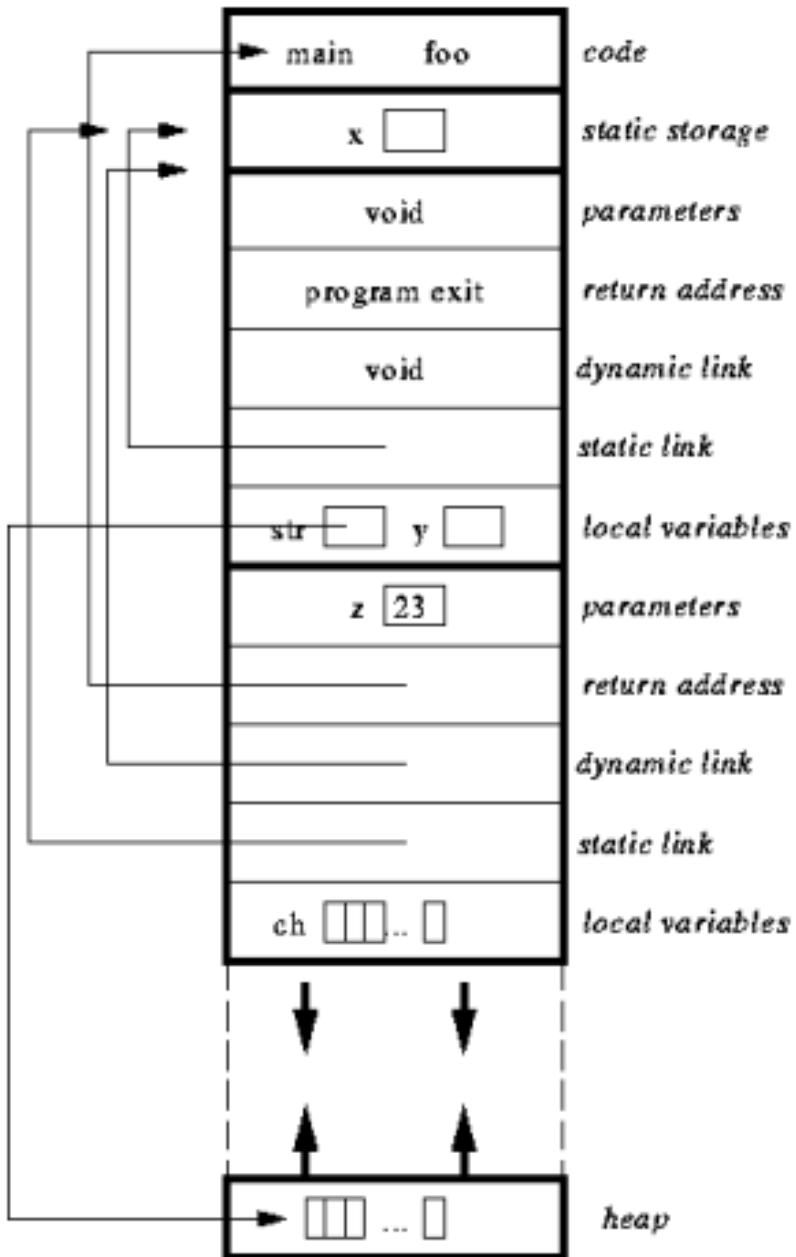 main foo code
x static storage
void parameters
program exit return address
void dynamic link
static link
str y local variables
z 23 parameters
return address
dynamic link
static link
ch ... local variables
... heap